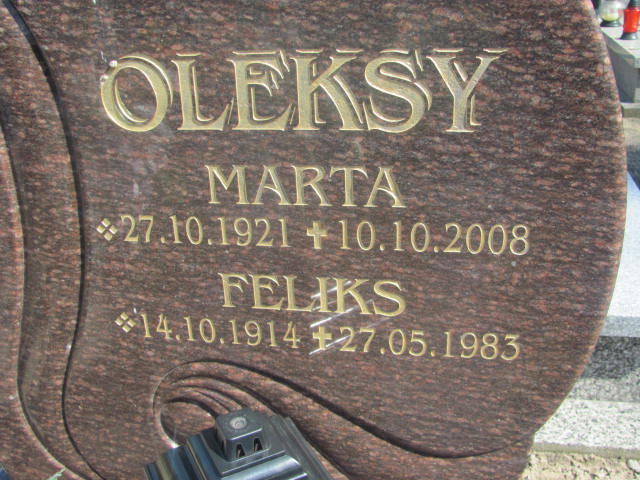 OLEKSY
MARTA
❖27.10.1921 ✝ 10.10.2008
FELIKS
❖14.10.1914 ✝ 27.05.1983